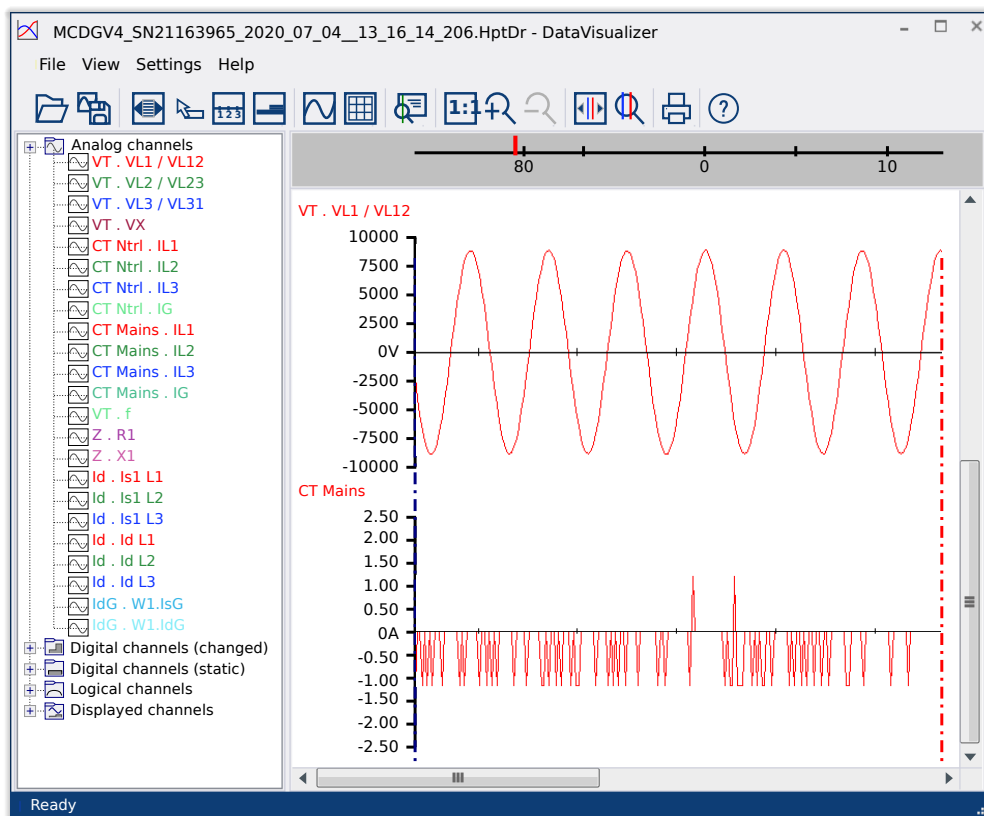 MCDGV4_SN21163965_2020_07_04__13_16_14_206.HptDr - DataVisualizer
File View Settings Help
1 2 3
1:1
?
Analog channels
VT . VL1 / VL12
VT . VL2 / VL23
VT . VL3 / VL31
VT . VX
CT Ntrl . IL1
CT Ntrl . IL2
CT Ntrl . IL3
CT Ntrl . IG
CT Mains . IL1
CT Mains . IL2
CT Mains . IL3
CT Mains . IG
VT . f
Z . R1
Z . X1
Id . Is1 L1
Id . Is1 L2
Id . Is1 L3
Id . Id L1
Id . Id L2
Id . Id L3
IdG . W1.IsG
IdG . W1.IdG
Digital channels (changed)
Digital channels (static)
Logical channels
Displayed channels
80 0 10
VT . VL1 / VL12
10000
7500
5000
2500
0V
-2500
-5000
-7500
-10000
CT Mains
2.50
2.00
1.50
1.00
0.50
0A
-0.50
-1.00
-1.50
-2.00
-2.50
Ready